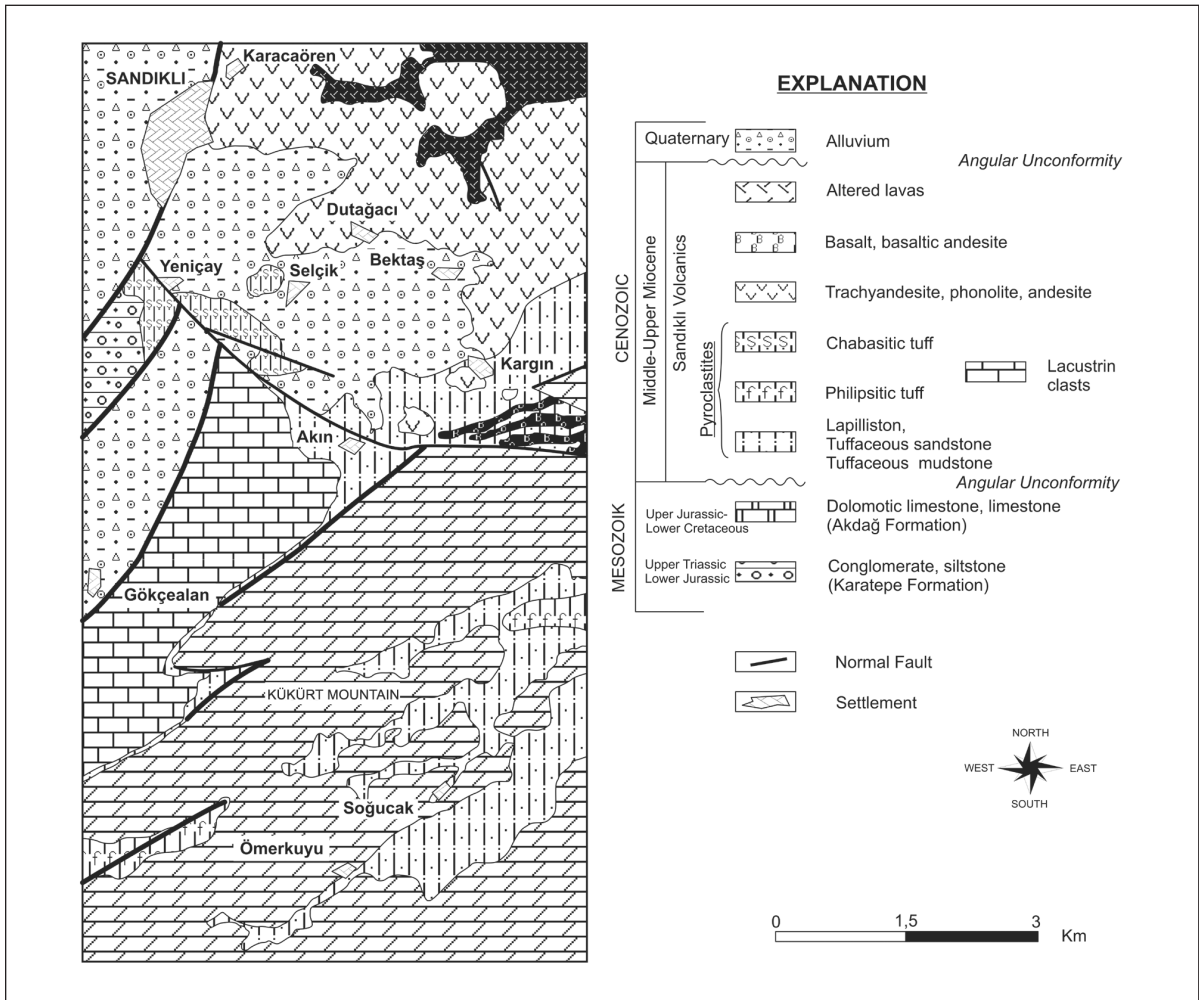 Karacaören
SANDIKLI
Dutağacı
Bektaş
Yeniçay
Selçik
Kargın
Akın
Gökçealan
KÜKÜRT MOUNTAIN
Soğucak
Ömerkuyu
EXPLANATION
CENOZOIC
Middle-Upper Miocene
Sandıklı Volcanics
Pyroclastites
Quaternary
Alluvium
Angular Unconformity
Altered lavas
Basalt, basaltic andesite
Trachyandesite, phonolite, andesite
Chabasitic tuff
Philipsitic tuff
Lacustrin
clasts
Lapilliston,
Tuffaceous sandstone
Tuffaceous mudstone
Angular Unconformity
MESOZOIK
Uper Jurassic-
Lower Cretaceous
Dolomotic limestone, limestone
(Akdağ Formation)
Upper Triassic
Lower Jurassic
Conglomerate, siltstone
(Karatepe Formation)
Normal Fault
Settlement
NORTH
WEST
EAST
SOUTH
0 1,5 3
Km